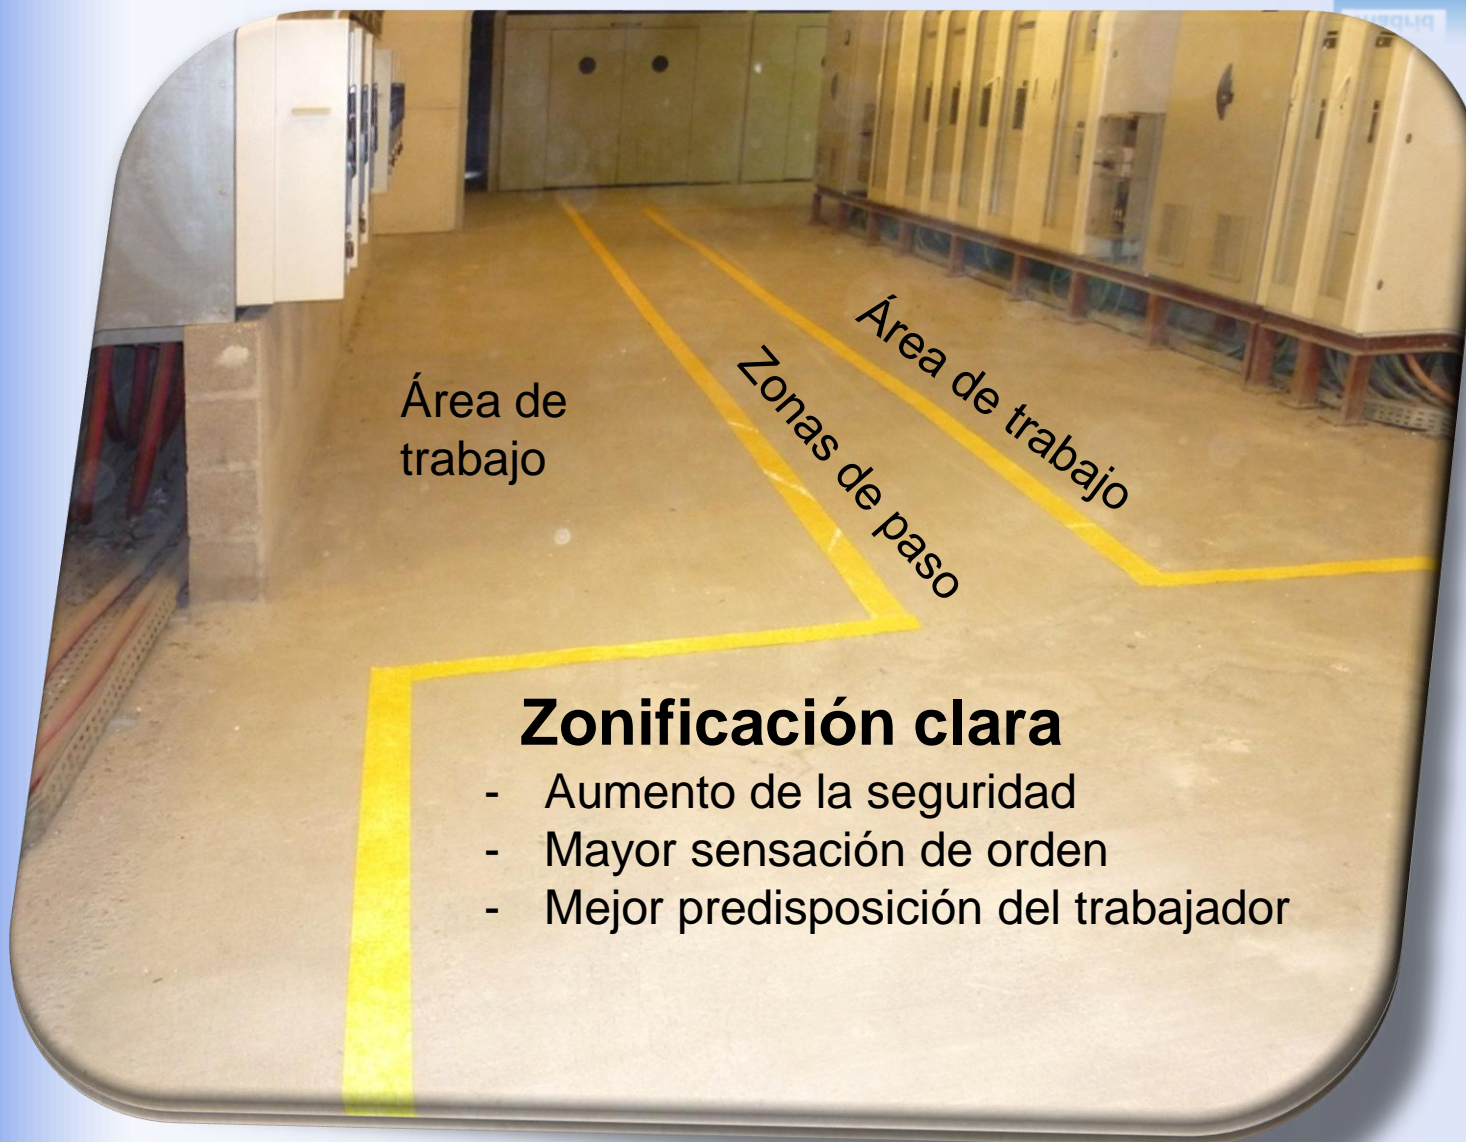 madrid
Área de trabajo
Zonas de paso
Área de
trabajo
Zonificación clara
- Aumento de la seguridad
- Mayor sensación de orden
- Mejor predisposición del trabajador